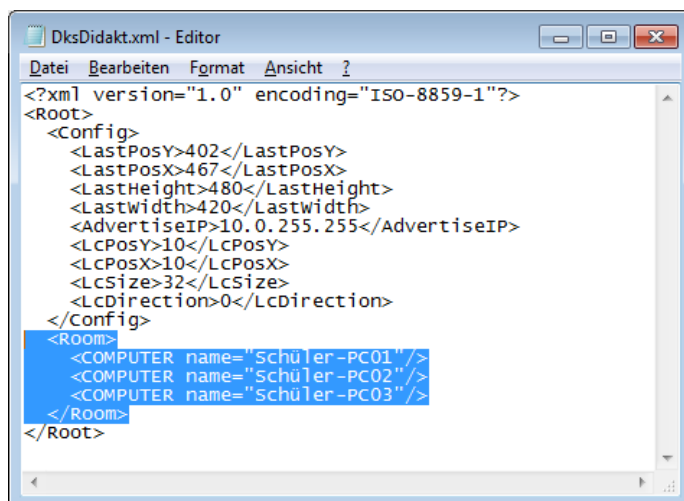 DksDidakt.xml - Editor
Datei Bearbeiten Format Ansicht ?
<?xml version="1.0" encoding="ISO-8859-1"?>
<Root>
  <Config>
    <LastPosY>402</LastPosY>
    <LastPosX>467</LastPosX>
    <LastHeight>480</LastHeight>
    <LastWidth>420</LastWidth>
    <AdvertiseIP>10.0.255.255</AdvertiseIP>
    <LcPosY>10</LcPosY>
    <LcPosX>10</LcPosX>
    <LcSize>32</LcSize>
    <LcDirection>0</LcDirection>
  </Config>
  <Room>
    <COMPUTER name="Schüler-PC01"/>
    <COMPUTER name="Schüler-PC02"/>
    <COMPUTER name="Schüler-PC03"/>
  </Room>
</Root>